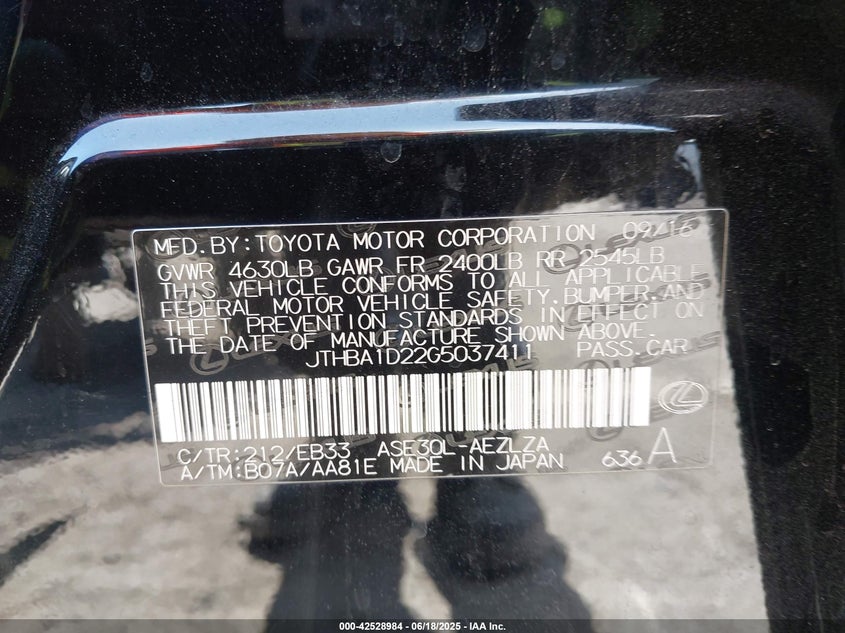 MFD. BY: TOYOTA MOTOR CORPORATION 09/16
GVWR 4630LB GAWR FR 2400LB RR 2545LB
THIS VEHICLE CONFORMS TO ALL APPLICABLE
FEDERAL MOTOR VEHICLE SAFETY, BUMPER, AND
THEFT PREVENTION STANDARDS IN EFFECT ON
THE DATE OF MANUFACTURE SHOWN ABOVE.
JTHBA1D22G5037411 PASS.CAR
C/TR:212/EB33 ASE30L-AEZLZA
A/TM:B07A/AA81E MADE IN JAPAN 636 A
000-42528984 / 06/18/2025 - IAA Inc.